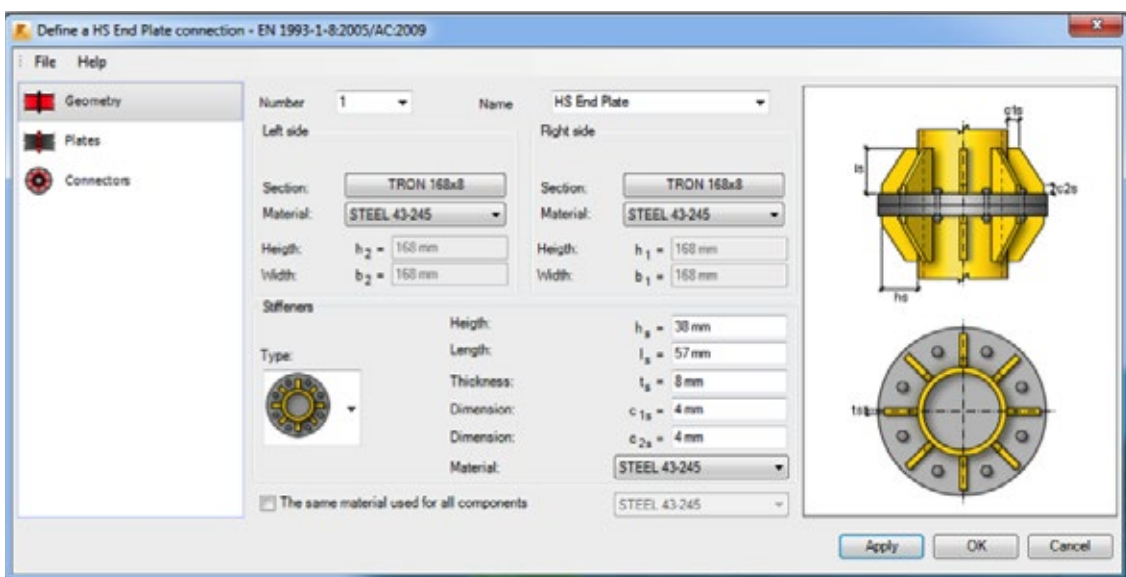 Define a HS End Plate connection - EN 1993-1-8:2005/AC:2009
File Help
Geometry
Plates
Connectors
Number 1 Name HS End Plate
Left side Right side
Section: TRON 168x8 Section: TRON 168x8
Material: STEEL 43-245 Material: STEEL 43-245
Heigth: h2 = 168 mm Heigth: h1 = 168 mm
Width: b2 = 168 mm Width: b1 = 168 mm
Stiffeners
Heigth: hs = 38 mm
Type: Length: ls = 57 mm
Thickness: ts = 8 mm
Dimension: c1s = 4 mm
Dimension: c2s = 4 mm
Material: STEEL 43-245
The same material used for all components STEEL 43-245
c1s
ls
c2s
hs
ts
Apply OK Cancel